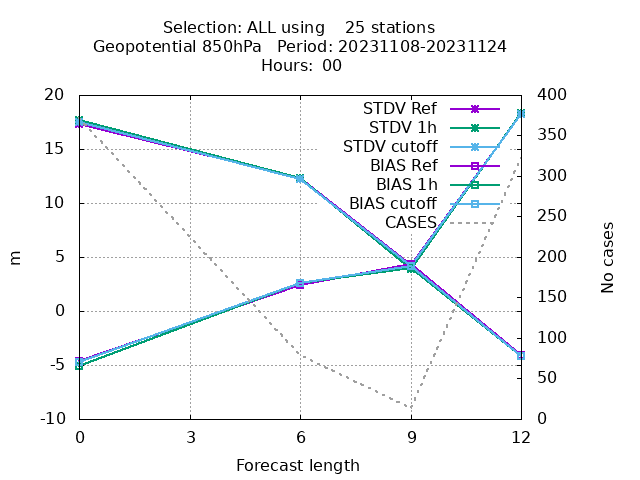 Selection: ALL using    25 stations
Geopotential 850hPa   Period: 20231108-20231124
Hours: 00
20
15
10
5
0
-5
-10
m
STDV Ref
STDV 1h
STDV cutoff
BIAS Ref
BIAS 1h
BIAS cutoff
CASES
400
350
300
250
200
150
100
50
0
No cases
0
3
6
9
12
Forecast length